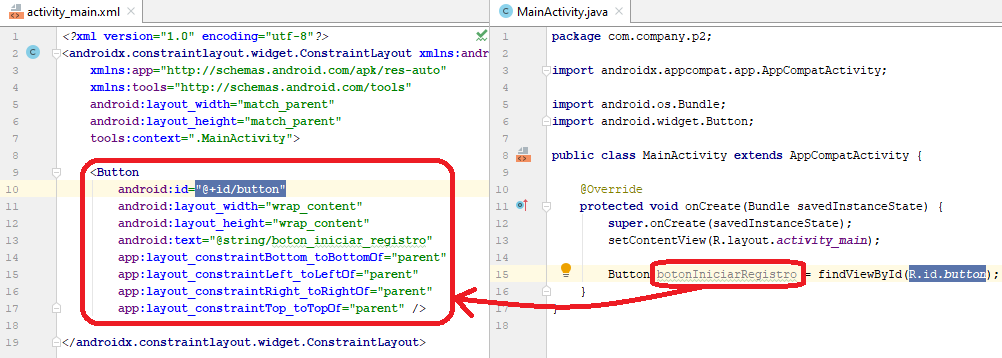 activity_main.xml
1 <?xml version="1.0" encoding="utf-8"?>
2 <androidx.constraintlayout.widget.ConstraintLayout xmlns:andr
3 xmlns:app="http://schemas.android.com/apk/res-auto"
4 xmlns:tools="http://schemas.android.com/tools"
5 android:layout_width="match_parent"
6 android:layout_height="match_parent"
7 tools:context=".MainActivity">
8
9 <Button
10 android:id="@+id/button"
11 android:layout_width="wrap_content"
12 android:layout_height="wrap_content"
13 android:text="@string/boton_iniciar_registro"
14 app:layout_constraintBottom_toBottomOf="parent"
15 app:layout_constraintLeft_toLeftOf="parent"
16 app:layout_constraintRight_toRightOf="parent"
17 app:layout_constraintTop_toTopOf="parent" />
18
19 </androidx.constraintlayout.widget.ConstraintLayout>
MainActivity.java
1 package com.company.p2;
2
3 import androidx.appcompat.app.AppCompatActivity;
4
5 import android.os.Bundle;
6 import android.widget.Button;
7
8 public class MainActivity extends AppCompatActivity {
9
10 @Override
11 protected void onCreate(Bundle savedInstanceState) {
12 super.onCreate(savedInstanceState);
13 setContentView(R.layout.activity_main);
14
15 Button botonIniciarRegistro = findViewById(R.id.button);
16 }
17 }
18